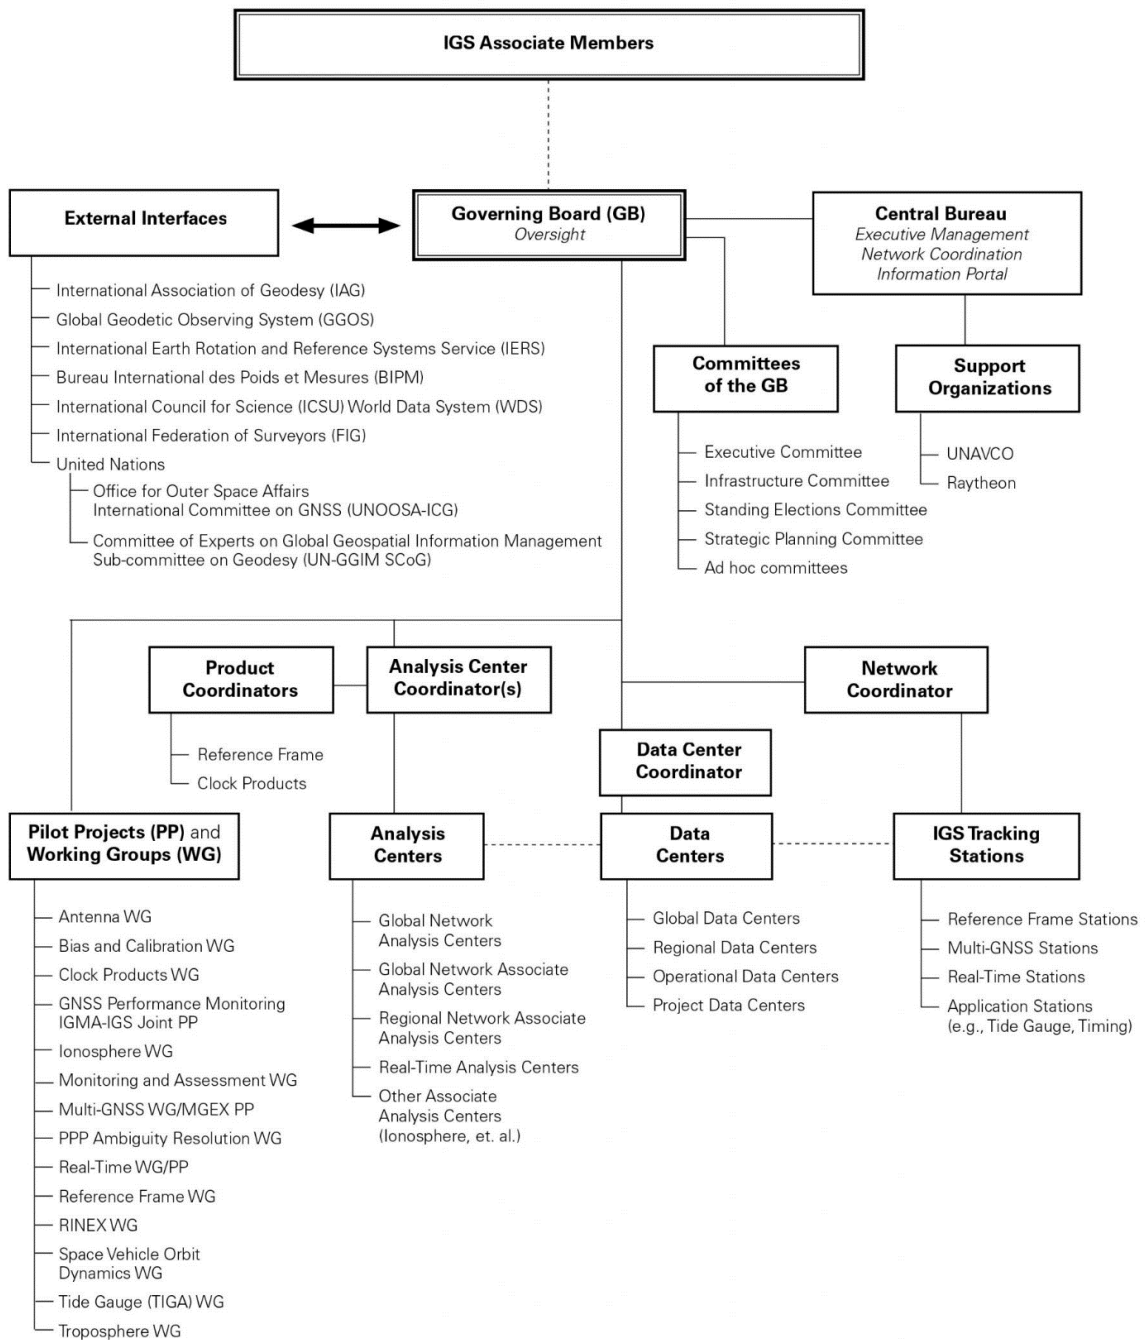 IGS Associate Members
External Interfaces
Governing Board (GB)
Oversight
Central Bureau
Executive Management
Network Coordination
Information Portal
International Association of Geodesy (IAG)
Global Geodetic Observing System (GGOS)
International Earth Rotation and Reference Systems Service (IERS)
Bureau International des Poids et Mesures (BIPM)
International Council for Science (ICSU) World Data System (WDS)
International Federation of Surveyors (FIG)
United Nations
Office for Outer Space Affairs
International Committee on GNSS (UNOOSA-ICG)
Committee of Experts on Global Geospatial Information Management
Sub-committee on Geodesy (UN-GGIM SCoG)
Committees
of the GB
Executive Committee
Infrastructure Committee
Standing Elections Committee
Strategic Planning Committee
Ad hoc committees
Support
Organizations
UNAVCO
Raytheon
Product
Coordinators
Reference Frame
Clock Products
Analysis Center
Coordinator(s)
Network
Coordinator
Data Center
Coordinator
Pilot Projects (PP) and
Working Groups (WG)
Antenna WG
Bias and Calibration WG
Clock Products WG
GNSS Performance Monitoring
IGMA-IGS Joint PP
Ionosphere WG
Monitoring and Assessment WG
Multi-GNSS WG/MGEX PP
PPP Ambiguity Resolution WG
Real-Time WG/PP
Reference Frame WG
RINEX WG
Space Vehicle Orbit
Dynamics WG
Tide Gauge (TIGA) WG
Troposphere WG
Analysis
Centers
Global Network
Analysis Centers
Global Network Associate
Analysis Centers
Regional Network Associate
Analysis Centers
Real-Time Analysis Centers
Other Associate
Analysis Centers
(Ionosphere, et. al.)
Data
Centers
Global Data Centers
Regional Data Centers
Operational Data Centers
Project Data Centers
IGS Tracking
Stations
Reference Frame Stations
Multi-GNSS Stations
Real-Time Stations
Application Stations
(e.g., Tide Gauge, Timing)